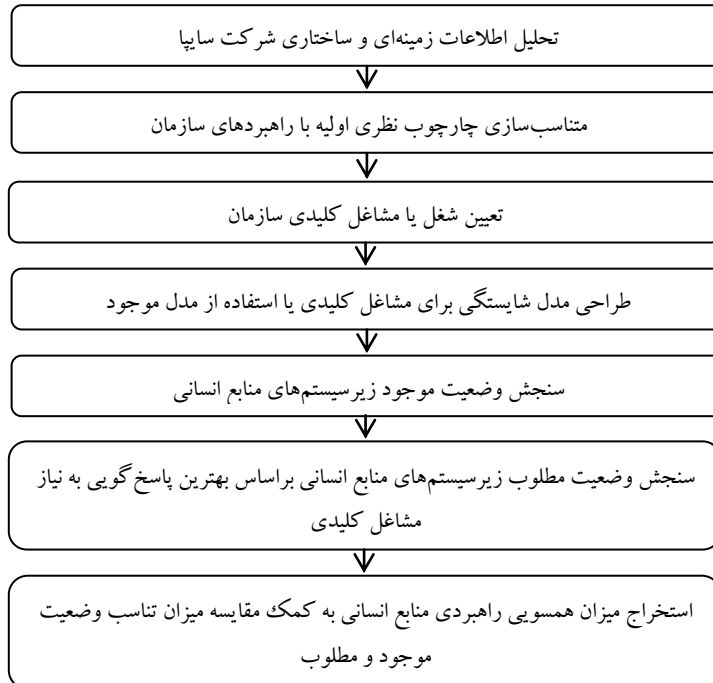 تحلیل اطلاعات زمینه‌ای و ساختاری شرکت سایپا
متناسب‌سازی چارچوب نظری اولیه با راهبردهای سازمان
تعیین شغل یا مشاغل کلیدی سازمان
طراحی مدل شایستگی برای مشاغل کلیدی یا استفاده از مدل موجود
سنجش وضعیت موجود زیرسیستم‌های منابع انسانی
سنجش وضعیت مطلوب زیرسیستم‌های منابع انسانی براساس بهترین پاسخ‌گویی به نیاز
مشاغل کلیدی
استخراج میزان همسویی راهبردی منابع انسانی به کمک مقایسه میزان تناسب وضعیت
موجود و مطلوب